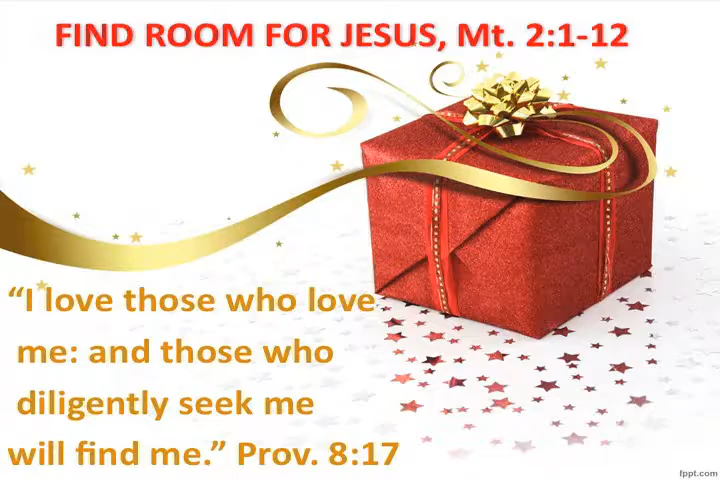 FIND ROOM FOR JESUS, Mt. 2:1-12
“I love those who love
me: and those who
diligently seek me
will find me.” Prov. 8:17
fppt.com